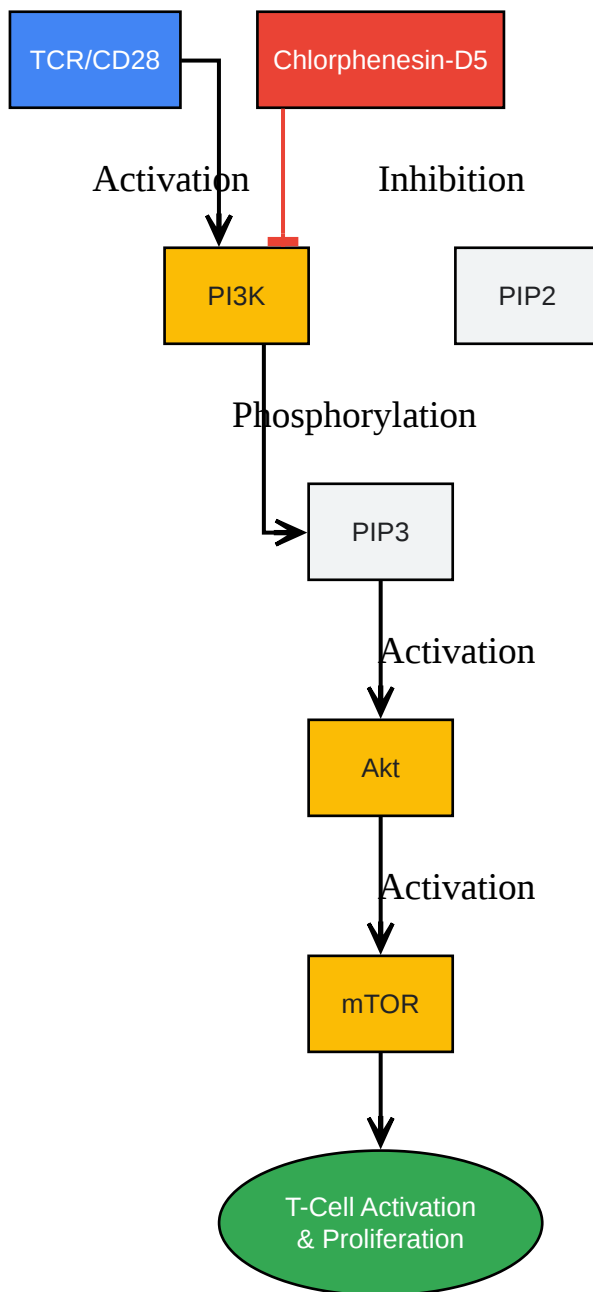 TCR/CD28
Chlorphenesin-D5
Activation
Inhibition
PI3K
PIP2
Phosphorylation
PIP3
Activation
Akt
Activation
mTOR
T-Cell Activation
& Proliferation